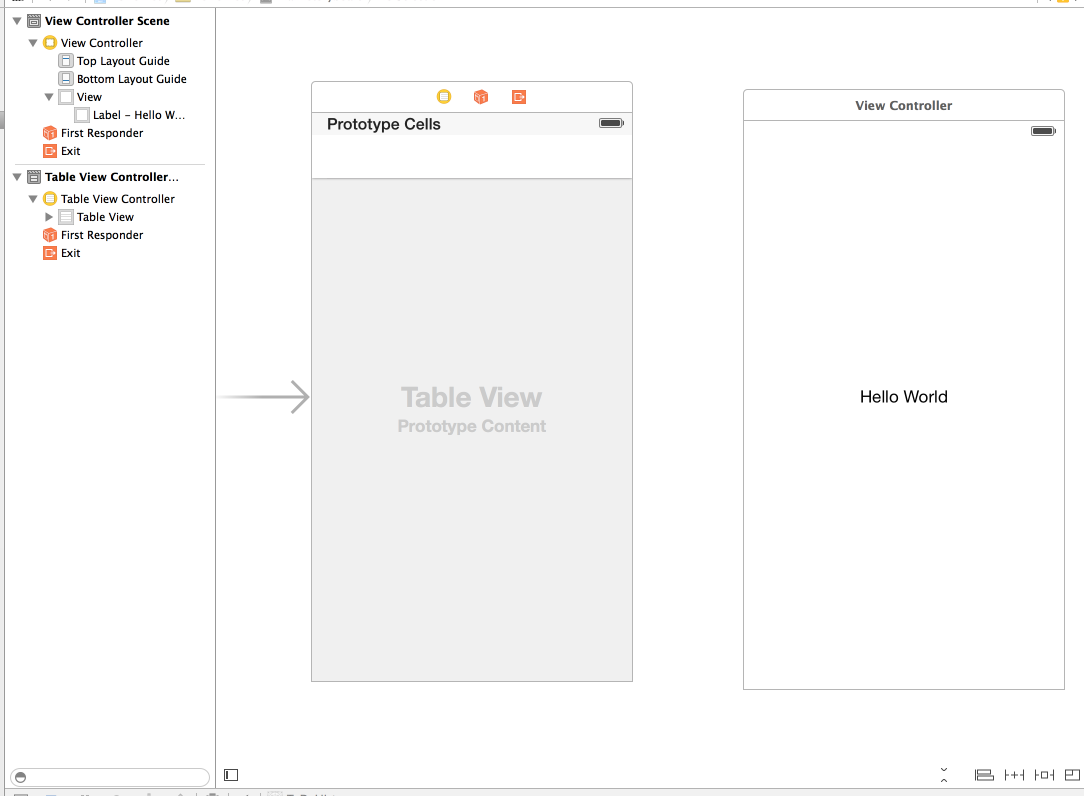 View Controller Scene
View Controller
Top Layout Guide
Bottom Layout Guide
View
Label – Hello W...
First Responder
Exit
Table View Controller...
Table View Controller
Table View
First Responder
Exit
Prototype Cells
Table View
Prototype Content
View Controller
Hello World